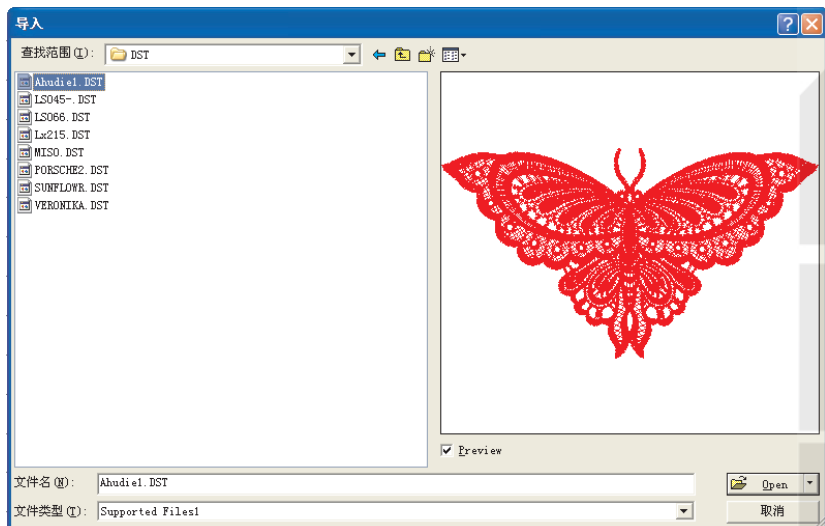 导入
查找范围(I): DST
Ahudie1.DST
LS045-.DST
LS066.DST
Lx215.DST
MISO.DST
PORSCHE2.DST
SUNFLOWR.DST
VERONIKA.DST
Preview
文件名(N): Ahudie1.DST Open
文件类型(T): Supported Files1 取消